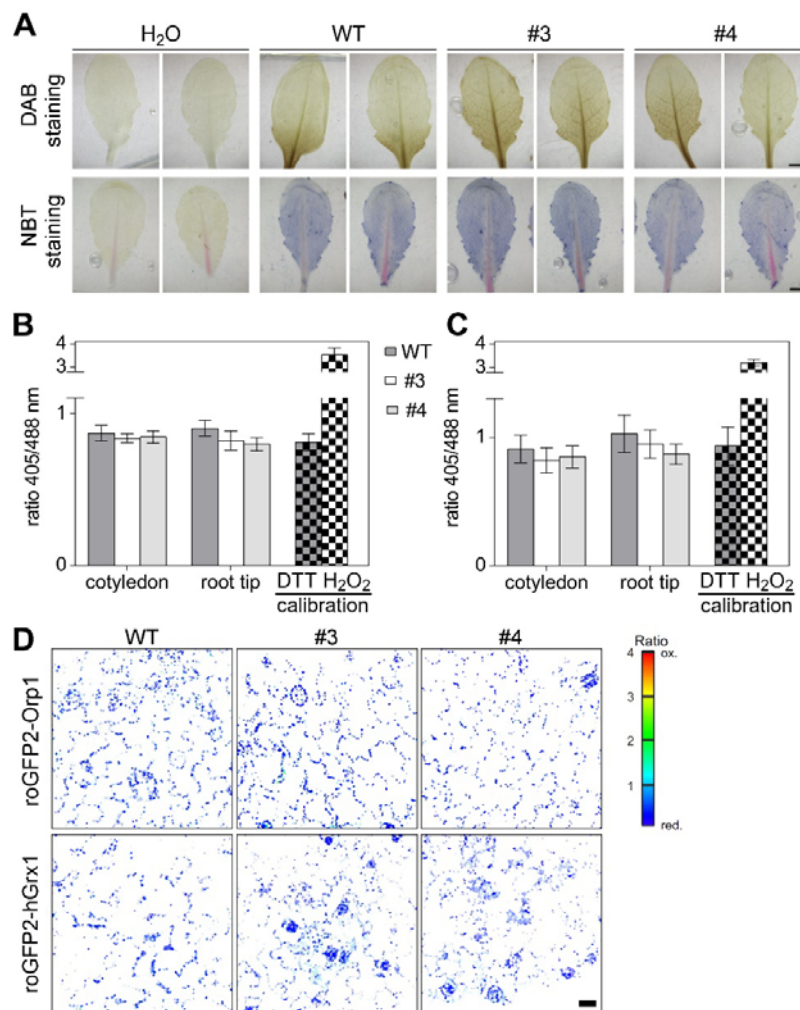 A
H₂O WT #3 #4
DAB staining
NBT staining
B
4
3
1
0
ratio 405/488 nm
cotyledon root tip DTT H₂O₂
calibration
WT
#3
#4
C
4
3
1
0
ratio 405/488 nm
cotyledon root tip DTT H₂O₂
calibration
D
WT #3 #4
roGFP2-Orp1
roGFP2-hGrx1
Ratio
4 ox.
3
2
1
red.